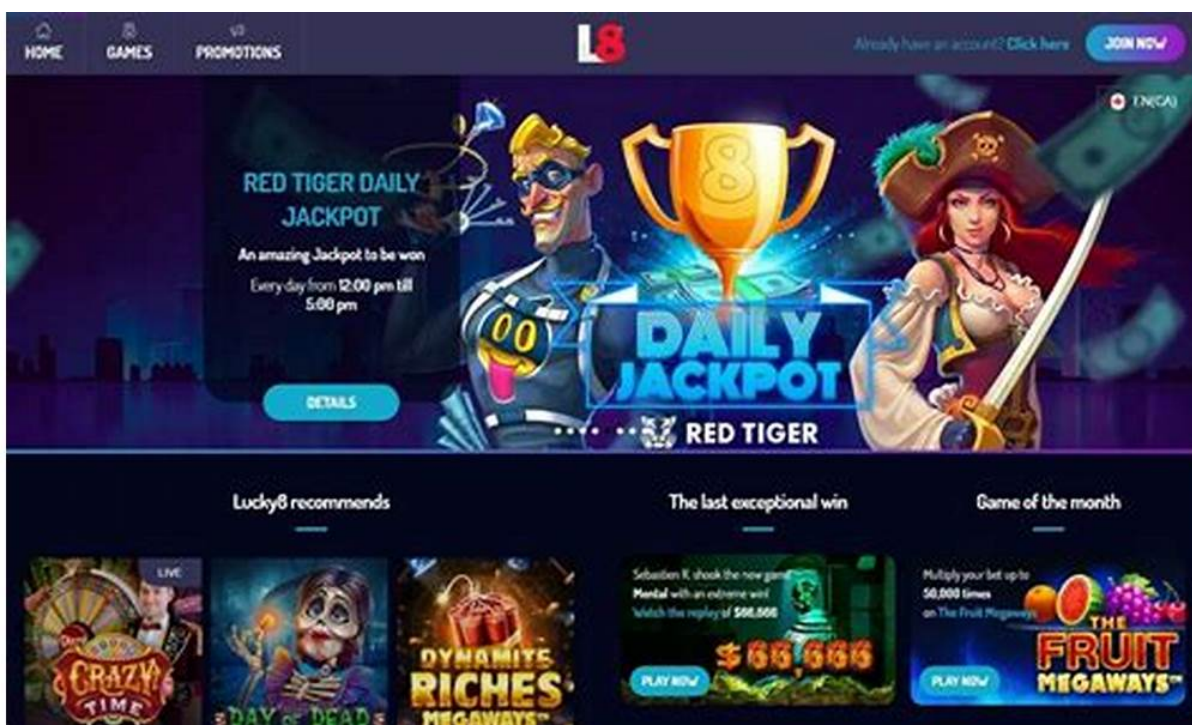 HOME
GAMES
PROMOTIONS
L8
Already have an account? Click here
JOIN NOW
EN(CA)
RED TIGER DAILY
JACKPOT
An amazing Jackpot to be won
Every day from 12:00 pm till
5:00 pm
DETAILS
8
DAILY
JACKPOT
RED TIGER
Lucky8 recommends
The last exceptional win
Game of the month
LIVE
CRAZY!
TIME
DAY OF DEAD
DYNAMITE
RICHES
MEGAWAYS™
Sebastien R. shook the new game
Mental with an extreme win!
Watch the replay of $66,666
$66,666
PLAY NOW
Multiply your bet up to
50,000 times
on The Fruit Megaways
THE
FRUIT
MEGAWAYS™
PLAY NOW